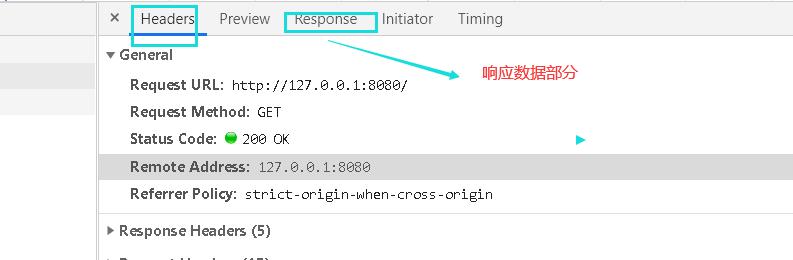 × Headers Preview Response Initiator Timing
▼ General
响应数据部分
Request URL: http://127.0.0.1:8080/
Request Method: GET
Status Code: 200 OK
Remote Address: 127.0.0.1:8080
Referrer Policy: strict-origin-when-cross-origin
▶ Response Headers (5)